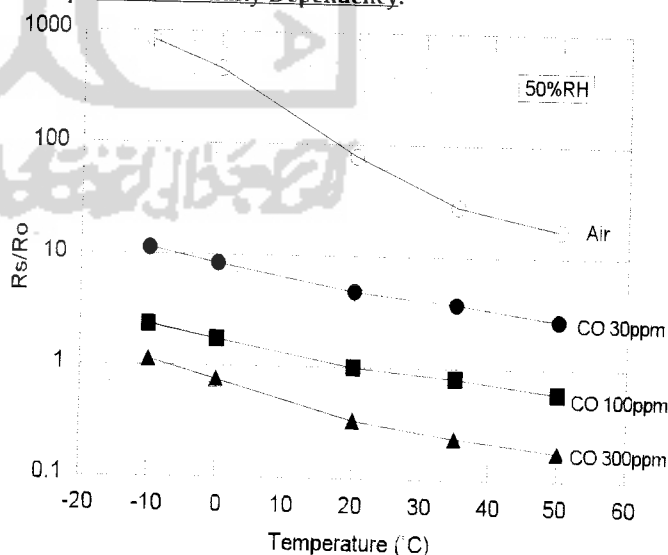 Dependency.
1000
50%RH
100
Rs/Ro
Air
10
CO 30ppm
1
CO 100ppm
CO 300ppm
0.1
-20 -10 0 10 20 30 40 50 60
Temperature (°C)